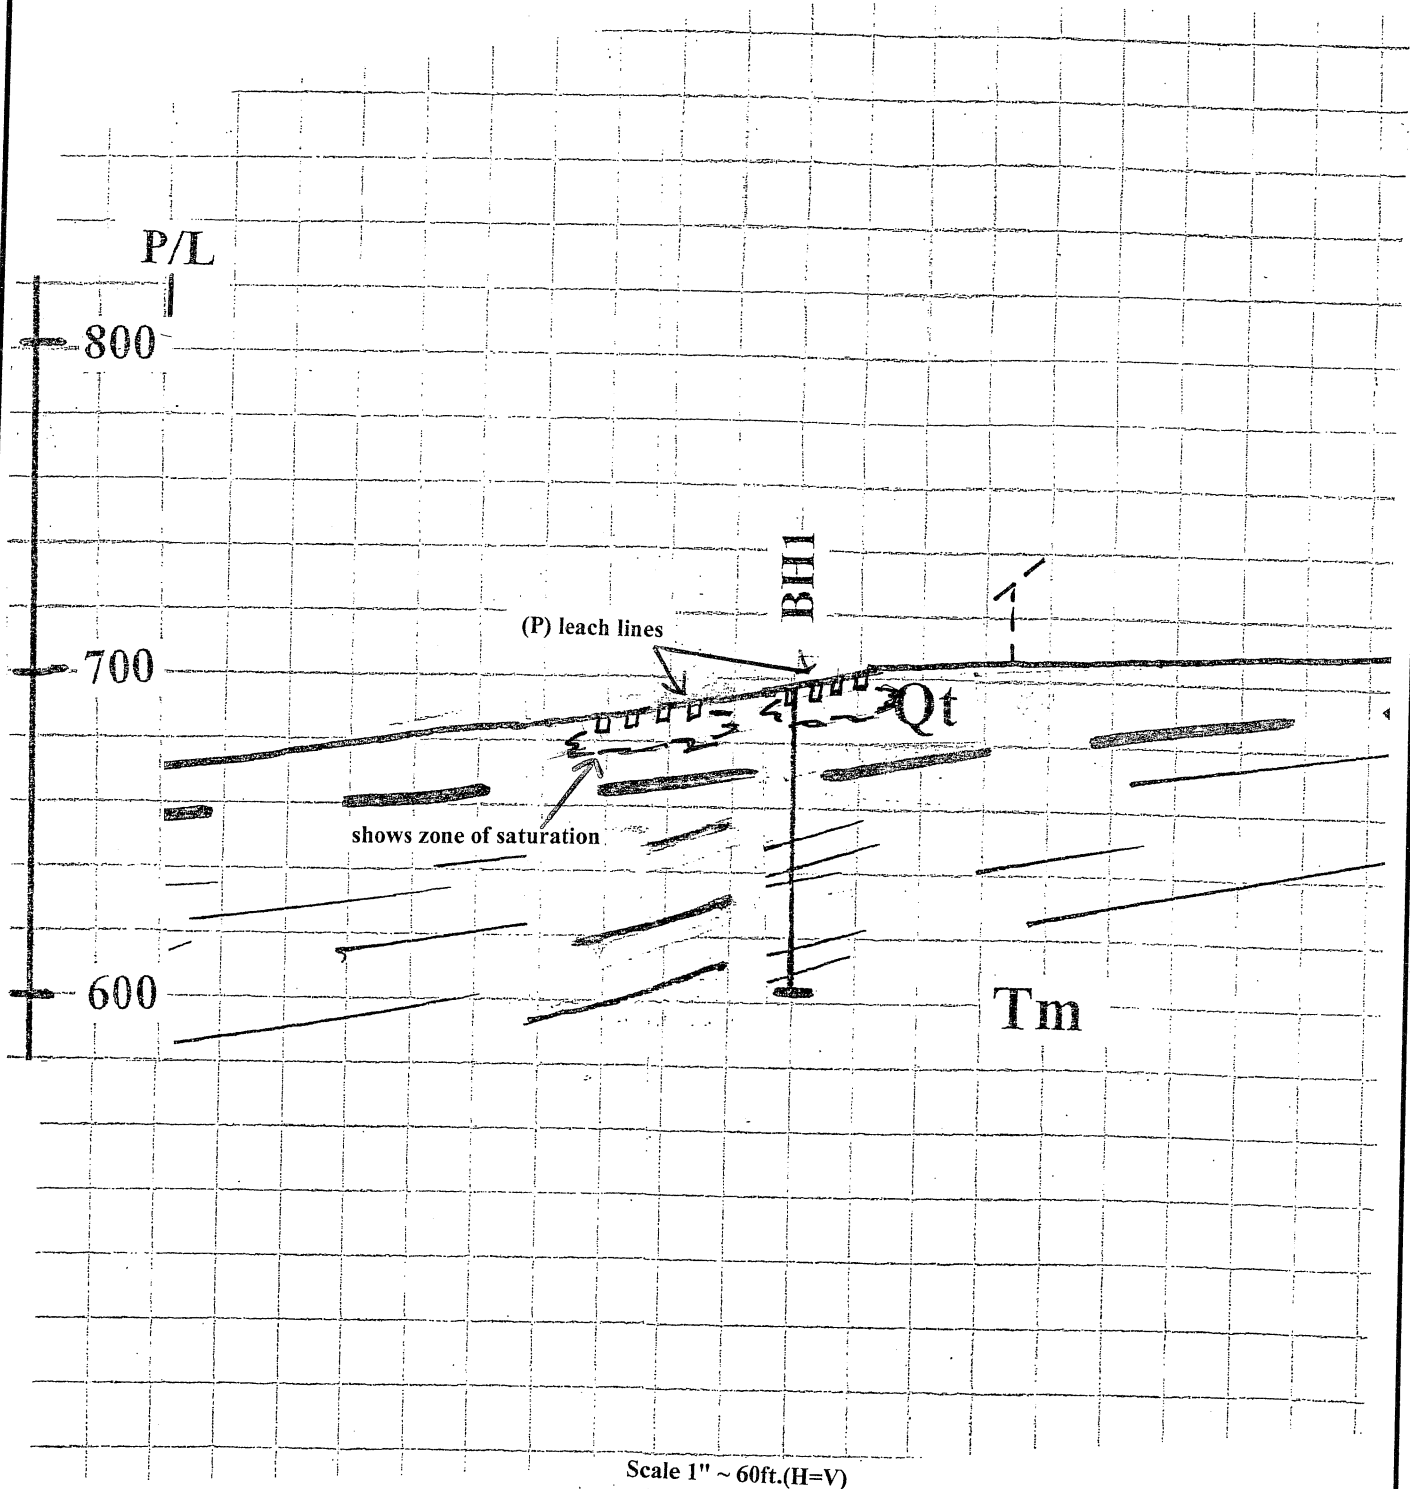 P/L
800
BH1
(P) leach lines
700
Qt
shows zone of saturation
600
Tm
Scale 1" ~ 60ft.(H=V)